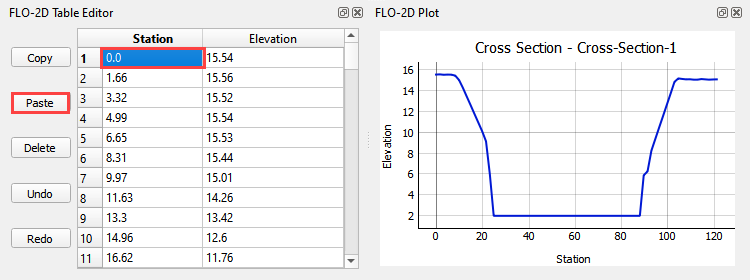 FLO-2D Table Editor
Copy
Paste
Delete
Undo
Redo
Station Elevation
1 0.0 15.54
2 1.66 15.56
3 3.32 15.52
4 4.99 15.54
5 6.65 15.53
6 8.31 15.44
7 9.97 15.01
8 11.63 14.26
9 13.3 13.42
10 14.96 12.6
11 16.62 11.76
FLO-2D Plot
Cross Section - Cross-Section-1
Elevation
16
14
12
10
8
6
4
2
0 20 40 60 80 100 120
Station